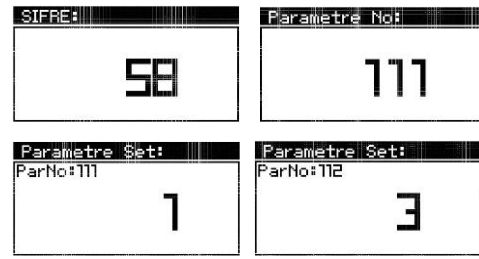 SIFRE:
58
Parametre No:
111
Parametre Set:
ParNo:111
1
Parametre Set:
ParNo:112
3